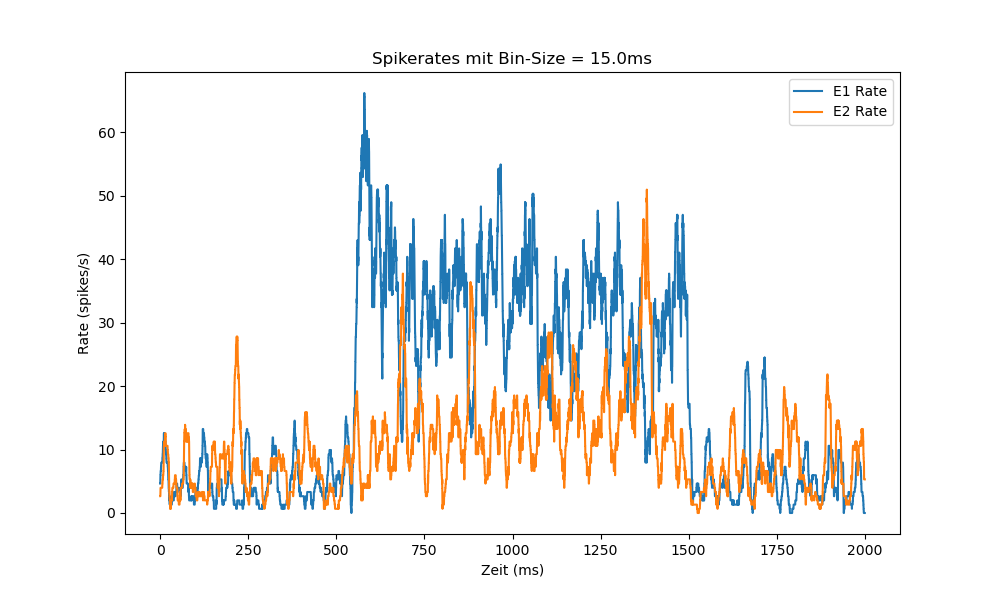 Spikerates mit Bin-Size = 15.0ms
E1 Rate
E2 Rate
Rate (spikes/s)
60
50
40
30
20
10
0
0 250 500 750 1000 1250 1500 1750 2000
Zeit (ms)